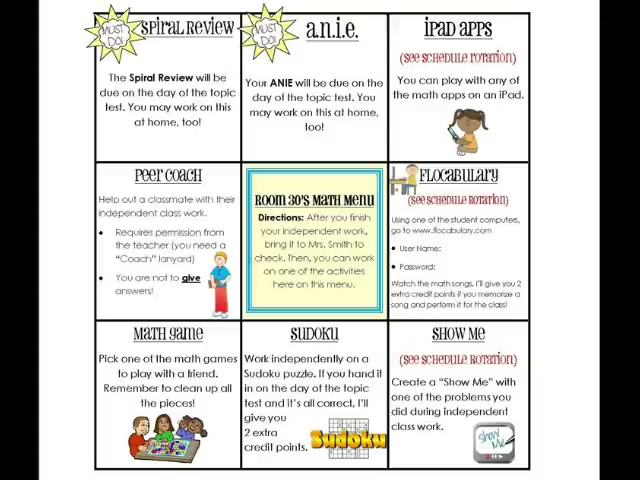 MUST DO!
SPIRAL REVIEW
The Spiral Review will be
due on the day of the topic
test. You may work on this
at home, too!
MUST DO!
a.n.i.e.
Your ANIE will be due on the
day of the topic test. You
may work on this at home,
too!
iPAD APPS
(SEE SCHEDULE ROTATION)
You can play with any of
the math apps on an iPad.
PEER COACH
Help out a classmate with their
independent class work.
• Requires permission from
the teacher (you need a
"Coach" lanyard)
• You are not to give
answers!
ROOM 30'S MATH MENU
Directions: After you finish
your independent work,
bring it to Mrs. Smith to
check. Then, you can work
on one of the activities
here on this menu.
FLOCABULARY
(SEE SCHEDULE ROTATION)
Using one of the student computers,
go to www.flocabulary.com
• User Name:
• Password:
Watch the math songs. I'll give you 2
extra credit points if you memorize a
song and perform it for the class!
MATH GAME
Pick one of the math games
to play with a friend.
Remember to clean up all
the pieces!
SUDOKU
Work independently on a
Sudoku puzzle. If you hand it
in on the day of the topic
test and it's all correct, I'll
give you
2 extra
credit points.
Sudoku
SHOW ME
(SEE SCHEDULE ROTATION)
Create a "Show Me" with
one of the problems you
did during independent
class work.
Show Me